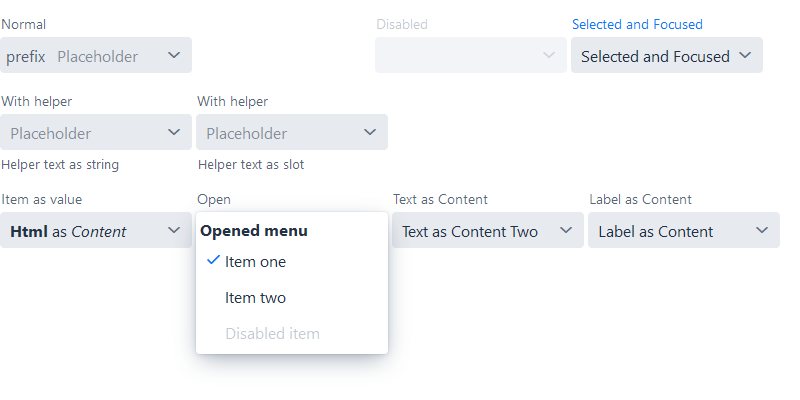 Normal
Disabled
Selected and Focused
prefix Placeholder
Selected and Focused
With helper
With helper
Placeholder
Placeholder
Helper text as string
Helper text as slot
Item as value
Open
Text as Content
Label as Content
Html as Content
Text as Content Two
Label as Content
Opened menu
Item one
Item two
Disabled item